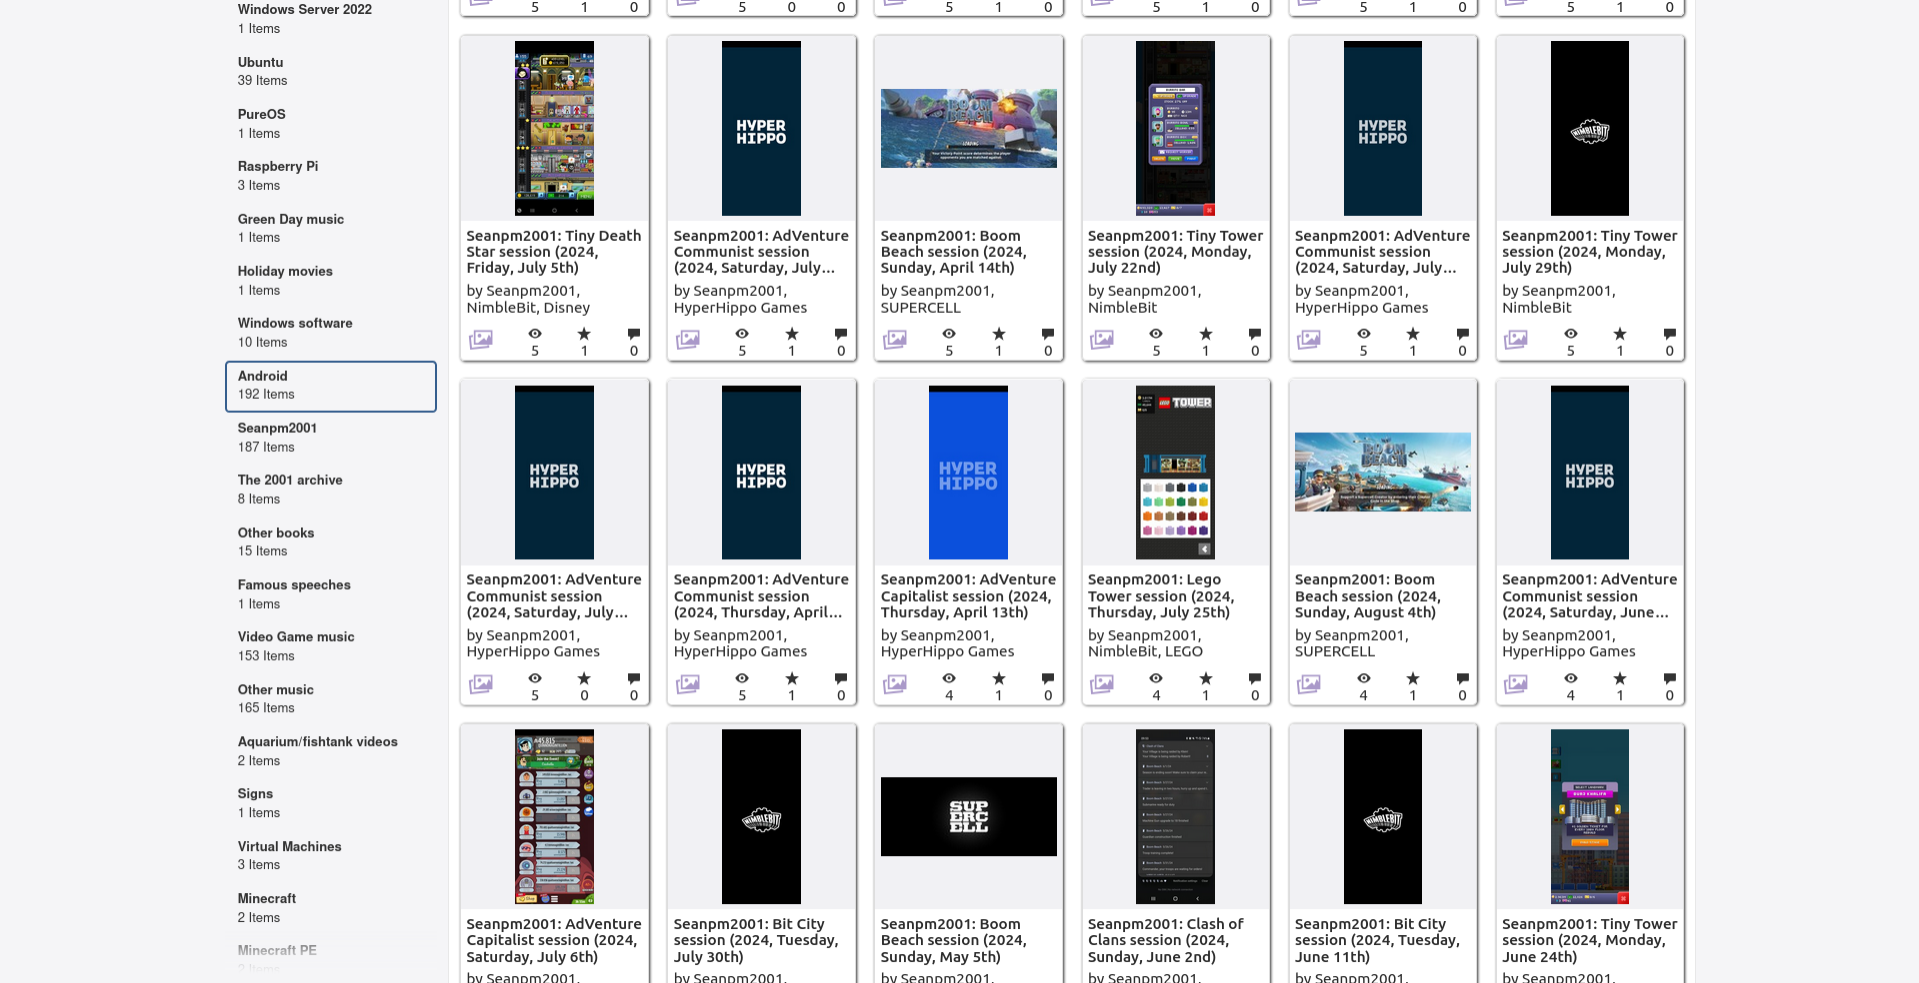 Windows Server 2022
1 Items
Ubuntu
39 Items
PureOS
1 Items
Raspberry Pi
3 Items
Green Day music
1 Items
Holiday movies
1 Items
Windows software
10 Items
Android
192 Items
Seanpm2001
187 Items
The 2001 archive
8 Items
Other books
15 Items
Famous speeches
1 Items
Video Game music
153 Items
Other music
165 Items
Aquarium/fishtank videos
2 Items
Signs
1 Items
Virtual Machines
3 Items
Minecraft
2 Items
Minecraft PE
2 Items
5 1 0
5 0 0
5 1 0
5 1 0
5 1 0
5 1 0
Seanpm2001: Tiny Death
Star session (2024,
Friday, July 5th)
by Seanpm2001,
NimbleBit, Disney
5 1 0
HYPER
HIPPO
Seanpm2001: AdVenture
Communist session
(2024, Saturday, July...
by Seanpm2001,
HyperHippo Games
5 1 0
BOOM
BEACH
LOADING
Seanpm2001: Boom
Beach session (2024,
Sunday, April 14th)
by Seanpm2001,
SUPERCELL
5 1 0
Seanpm2001: Tiny Tower
session (2024, Monday,
July 22nd)
by Seanpm2001,
NimbleBit
5 1 0
HYPER
HIPPO
Seanpm2001: AdVenture
Communist session
(2024, Saturday, July...
by Seanpm2001,
HyperHippo Games
5 1 0
NIMBLEBIT
Seanpm2001: Tiny Tower
session (2024, Monday,
July 29th)
by Seanpm2001,
NimbleBit
5 1 0
HYPER
HIPPO
Seanpm2001: AdVenture
Communist session
(2024, Saturday, July...
by Seanpm2001,
HyperHippo Games
5 0 0
HYPER
HIPPO
Seanpm2001: AdVenture
Communist session
(2024, Thursday, April...
by Seanpm2001,
HyperHippo Games
5 1 0
HYPER
HIPPO
Seanpm2001: AdVenture
Capitalist session (2024,
Thursday, April 13th)
by Seanpm2001,
HyperHippo Games
4 1 0
LEGO TOWER
Seanpm2001: Lego
Tower session (2024,
Thursday, July 25th)
by Seanpm2001,
NimbleBit, LEGO
4 1 0
BOOM
BEACH
Seanpm2001: Boom
Beach session (2024,
Sunday, August 4th)
by Seanpm2001,
SUPERCELL
4 1 0
HYPER
HIPPO
Seanpm2001: AdVenture
Communist session
(2024, Saturday, June...
by Seanpm2001,
HyperHippo Games
4 1 0
Seanpm2001: AdVenture
Capitalist session (2024,
Saturday, July 6th)
by Seanpm2001,
NIMBLEBIT
Seanpm2001: Bit City
session (2024, Tuesday,
July 30th)
by Seanpm2001,
SUP
ERC
ELL
Seanpm2001: Boom
Beach session (2024,
Sunday, May 5th)
by Seanpm2001,
Seanpm2001: Clash of
Clans session (2024,
Sunday, June 2nd)
by Seanpm2001,
NIMBLEBIT
Seanpm2001: Bit City
session (2024, Tuesday,
June 11th)
by Seanpm2001,
Seanpm2001: Tiny Tower
session (2024, Monday,
June 24th)
by Seanpm2001,